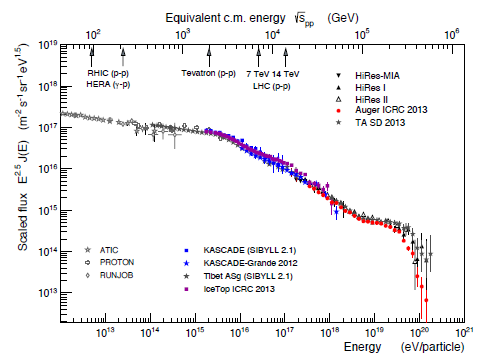 Equivalent c.m. energy √s_pp (GeV)
10^2 10^3 10^4 10^5 10^6
10^19
10^18
10^17
10^16
10^15
10^14
10^13
Scaled flux E^2.5 J(E) (m^-2 s^-1 sr^-1 eV^1.5)
RHIC (p-p)
HERA (γ-p)
Tevatron (p-p)
7 TeV 14 TeV
LHC (p-p)
HiRes-MIA
HiRes I
HiRes II
Auger ICRC 2013
TA SD 2013
ATIC
PROTON
RUNJOB
KASCADE (SIBYLL 2.1)
KASCADE-Grande 2012
Tibet ASg (SIBYLL 2.1)
IceTop ICRC 2013
10^13 10^14 10^15 10^16 10^17 10^18 10^19 10^20 10^21
Energy (eV/particle)